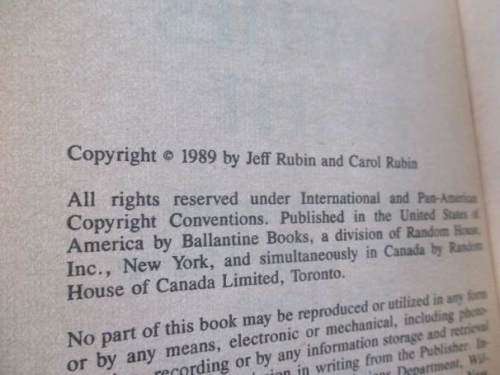 Copyright © 1989 by Jeff Rubin and Carol Rubin
All rights reserved under International and Pan-American
Copyright Conventions. Published in the United States of
America by Ballantine Books, a division of Random House,
Inc., New York, and simultaneously in Canada by Random
House of Canada Limited, Toronto.
No part of this book may be reproduced or utilized in any form
or by any means, electronic or mechanical, including photo-
recording or by any information storage and retrieval
in writing from the Publisher. In-
Department, Wil-